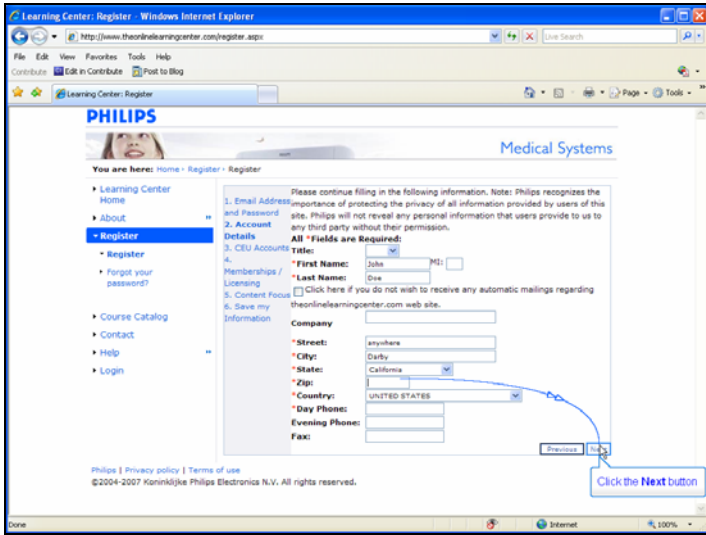 Learning Center: Register - Windows Internet Explorer
http://www.theonlinelearningcenter.com/register.aspx
Live Search
File Edit View Favorites Tools Help
Contribute Edit in Contribute Post to Blog
Learning Center: Register
Page Tools
PHILIPS
Medical Systems
You are here: Home Register Register
Learning Center
Home
About
Register
Register
Forgot your
password?
Course Catalog
Contact
Help
Login
1. Email Address
and Password
2. Account
Details
3. CEU Accounts
4.
Memberships /
Licensing
5. Content Focus
6. Save my
Information
Please continue filling in the following information. Note: Philips recognizes the
importance of protecting the privacy of all information provided by users of this
site. Philips will not reveal any personal information that users provide to us to
any third party without their permission.
All *Fields are Required:
Title:
*First Name: John MI:
*Last Name: Doe
Click here if you do not wish to receive any automatic mailings regarding
theonlinelearningcenter.com web site.
Company
*Street: anywhere
*City: Darby
*State: California
*Zip:
*Country: UNITED STATES
*Day Phone:
Evening Phone:
Fax:
Previous Next
Click the Next button
Philips | Privacy policy | Terms of use
©2004-2007 Koninklijke Philips Electronics N.V. All rights reserved.
Done Internet 100%